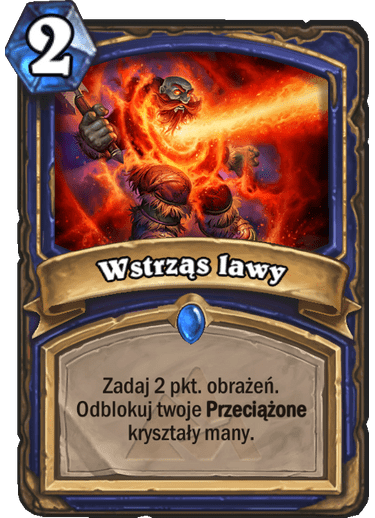 2
Wstrząs lawy
Zadaj 2 pkt. obrażeń.
Odblokuj twoje Przeciążone
kryształy many.